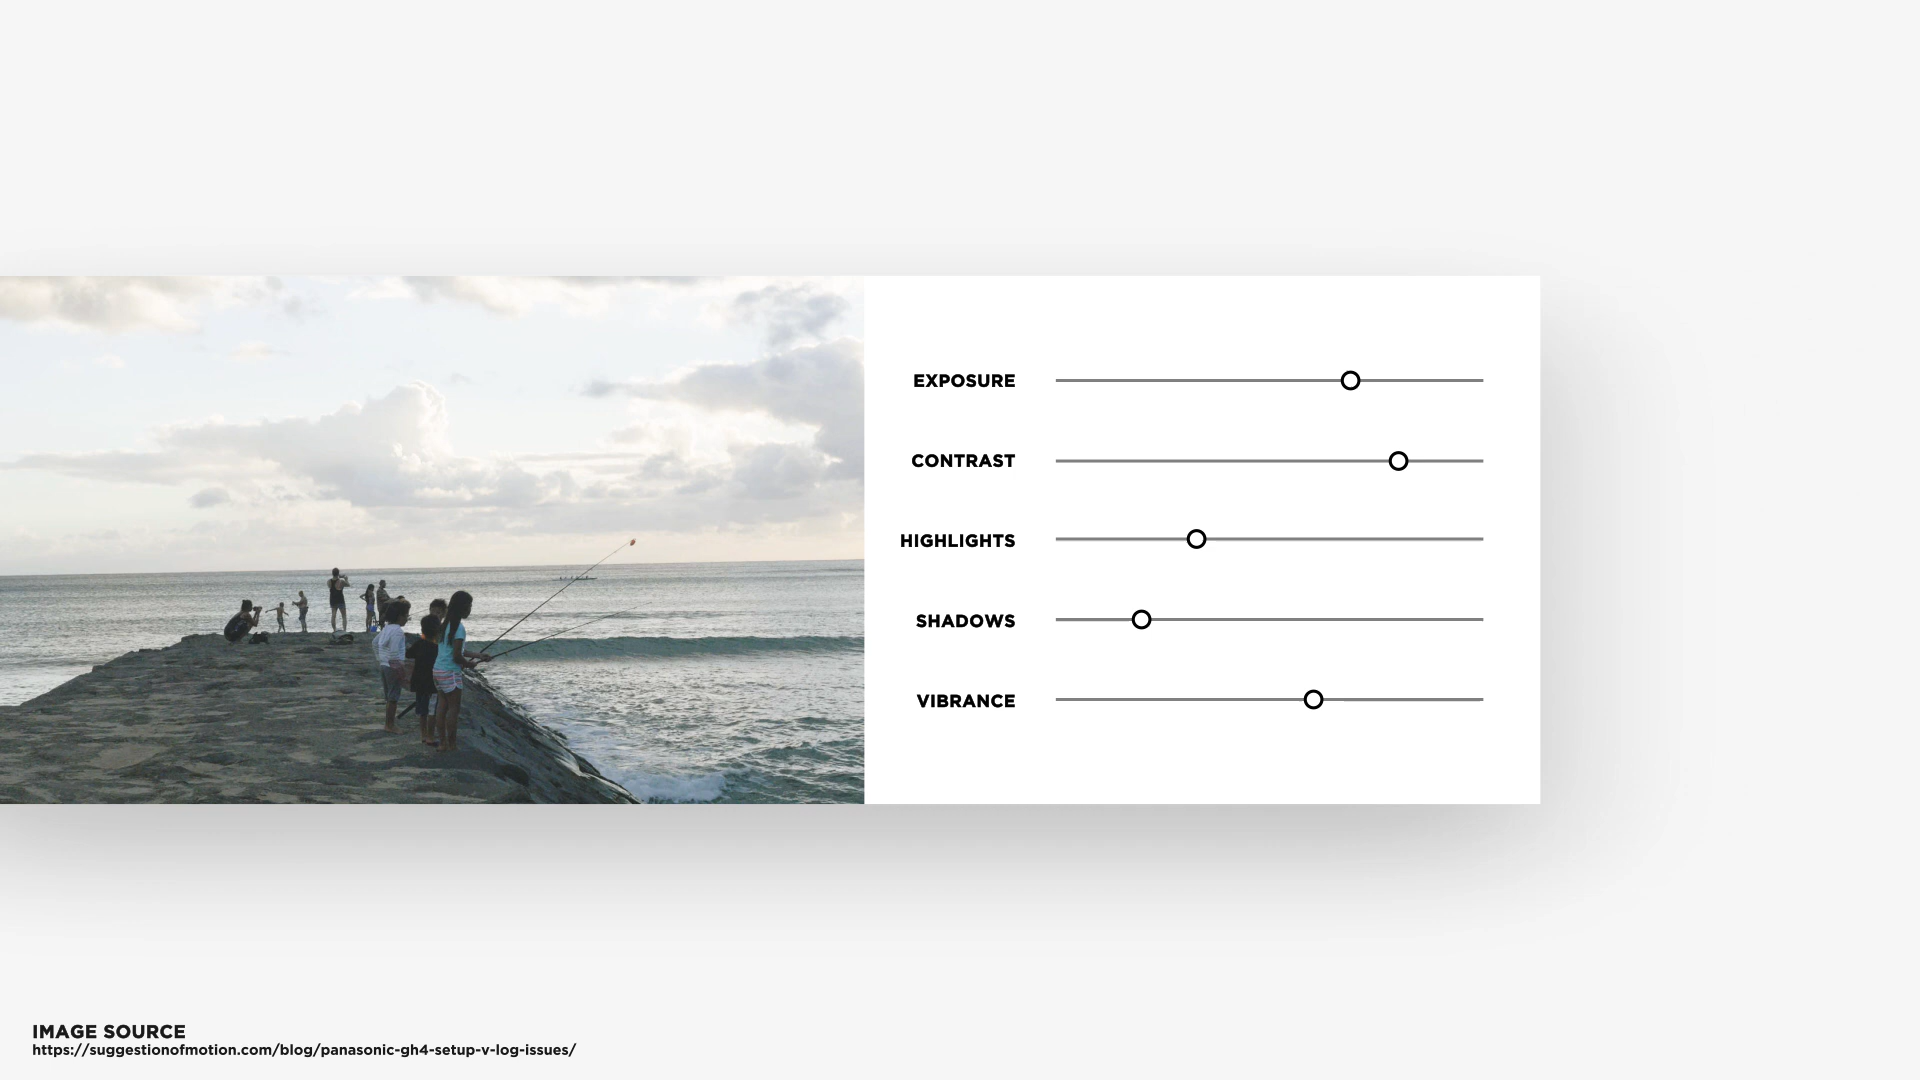 EXPOSURE
CONTRAST
HIGHLIGHTS
SHADOWS
VIBRANCE
IMAGE SOURCE
https://suggestionofmotion.com/blog/panasonic-gh4-setup-v-log-issues/